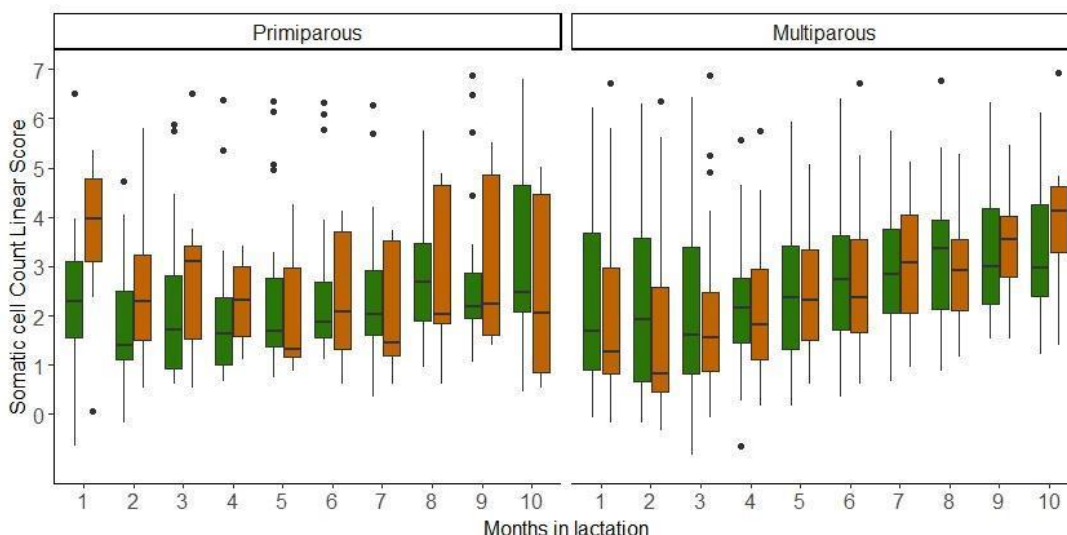 Primiparous Multiparous
Somatic cell Count Linear Score
7
6
5
4
3
2
1
0
1 2 3 4 5 6 7 8 9 10 1 2 3 4 5 6 7 8 9 10
Months in lactation